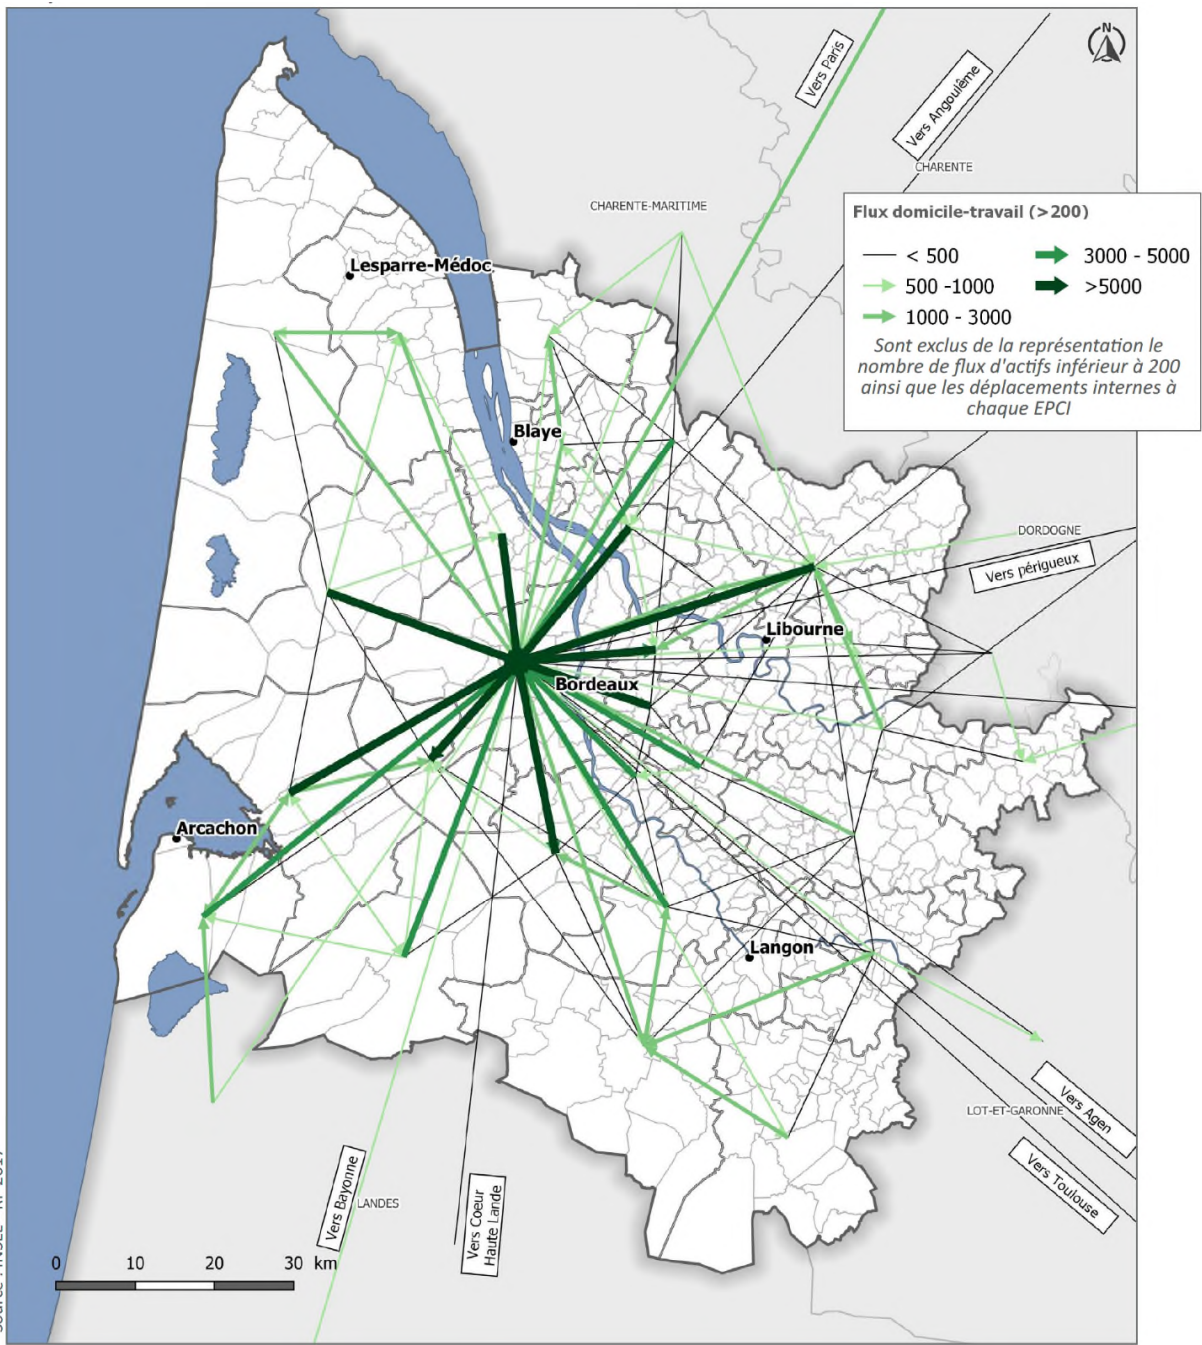 N
Vers Paris
Vers Angoulême
CHARENTE
CHARENTE-MARITIME
Flux domicile-travail (>200)
< 500
3000 - 5000
500 -1000
>5000
1000 - 3000
Sont exclus de la représentation le
nombre de flux d'actifs inférieur à 200
ainsi que les déplacements internes à
chaque EPCI
Lesparre-Médoc
Blaye
DORDOGNE
Vers périgueux
Libourne
Bordeaux
Arcachon
Langon
Vers Agen
LOT-ET-GARONNE
Vers Toulouse
Vers Bayonne
LANDES
Vers Coeur
Haute Lande
0 10 20 30 km